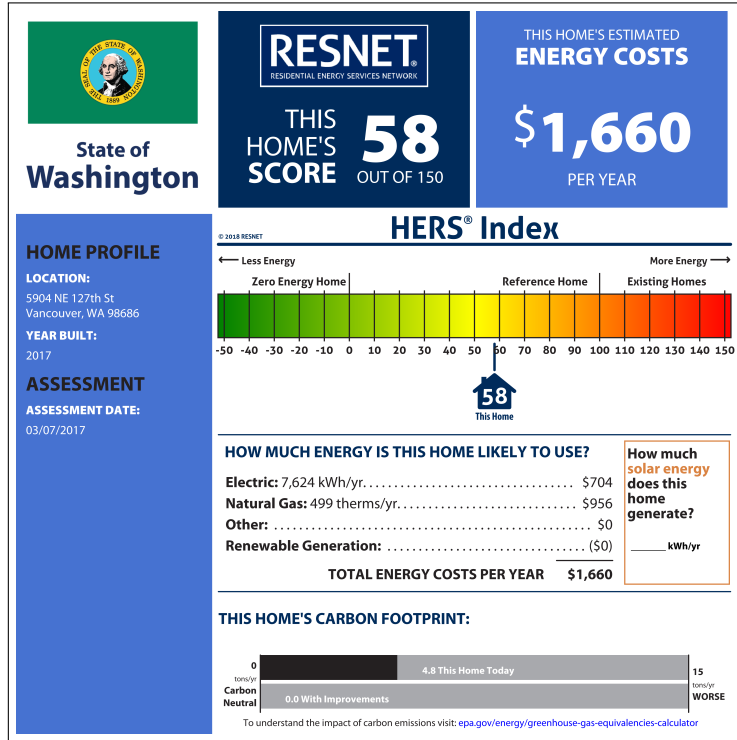 THE SEAL OF THE STATE OF WASHINGTON
1889
State of
Washington
RESNET®
RESIDENTIAL ENERGY SERVICES NETWORK
THIS
HOME'S
SCORE
58
OUT OF 150
THIS HOME'S ESTIMATED
ENERGY COSTS
$1,660
PER YEAR
HOME PROFILE
LOCATION:
5904 NE 127th St
Vancouver, WA 98686
YEAR BUILT:
2017
ASSESSMENT
ASSESSMENT DATE:
03/07/2017
© 2018 RESNET
HERS® Index
Less Energy
More Energy
Zero Energy Home
Reference Home
Existing Homes
-50 -40 -30 -20 -10 0 10 20 30 40 50 60 70 80 90 100 110 120 130 140 150
58
This Home
HOW MUCH ENERGY IS THIS HOME LIKELY TO USE?
Electric: 7,624 kWh/yr. . . . . . . . . . . . . . . . . . . . . . . . . . . . $704
Natural Gas: 499 therms/yr. . . . . . . . . . . . . . . . . . . . . . . . $956
Other: . . . . . . . . . . . . . . . . . . . . . . . . . . . . . . . . . . . . . . . . $0
Renewable Generation: . . . . . . . . . . . . . . . . . . . . . . . . . . ($0)
TOTAL ENERGY COSTS PER YEAR $1,660
How much
solar energy
does this
home
generate?
______ kWh/yr
THIS HOME'S CARBON FOOTPRINT:
0
tons/yr
Carbon
Neutral
4.8 This Home Today
0.0 With Improvements
15
tons/yr
WORSE
To understand the impact of carbon emissions visit: epa.gov/energy/greenhouse-gas-equivalencies-calculator